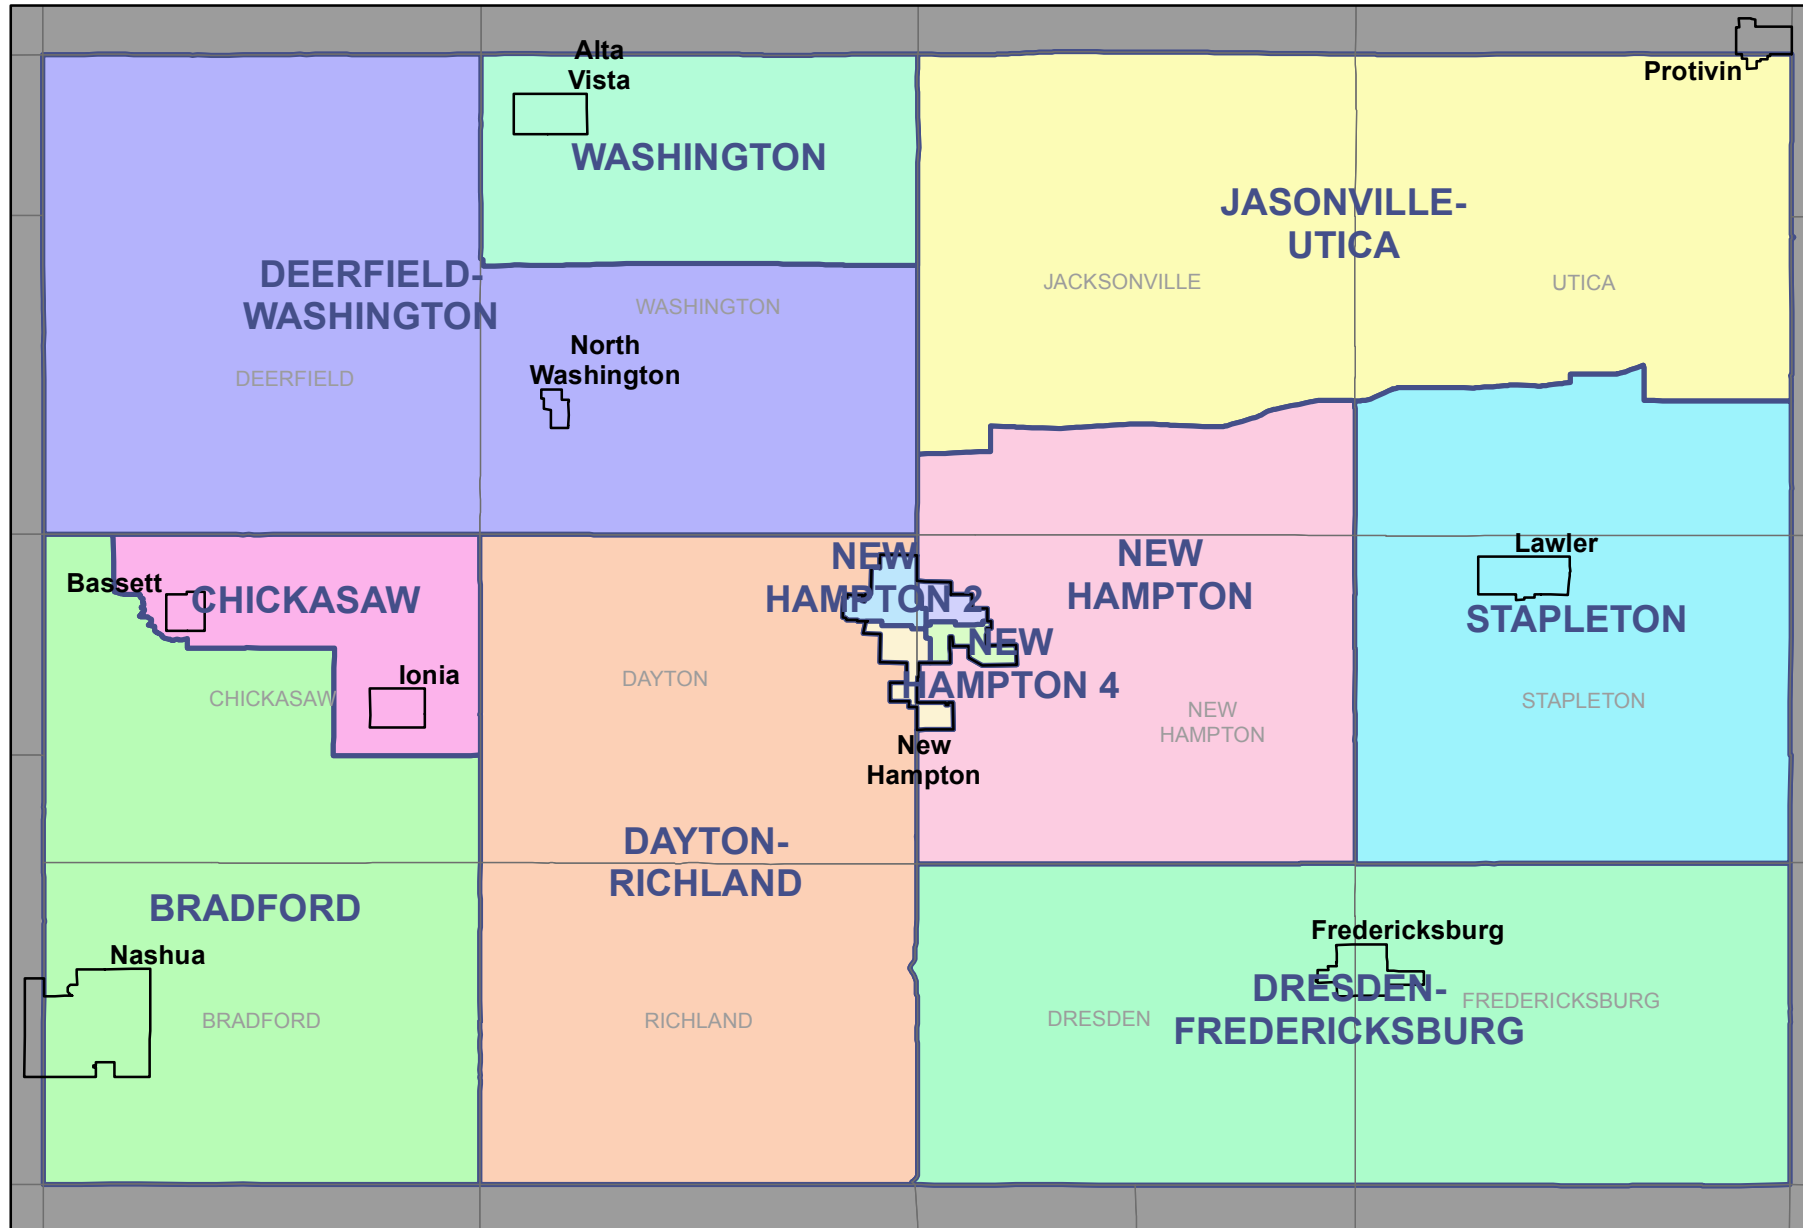 Alta
Vista
Protivin
WASHINGTON
JASONVILLE-
UTICA
DEERFIELD-
WASHINGTON
JACKSONVILLE
UTICA
WASHINGTON
North
Washington
DEERFIELD
NEW
HAMPTON 2
NEW
HAMPTON
Lawler
STAPLETON
Bassett
CHICKASAW
NEW
HAMPTON 4
Ionia
CHICKASAW
DAYTON
NEW
HAMPTON
STAPLETON
New
Hampton
DAYTON-
RICHLAND
BRADFORD
Nashua
Fredericksburg
DRESDEN-
FREDERICKSBURG
FREDERICKSBURG
BRADFORD
RICHLAND
DRESDEN